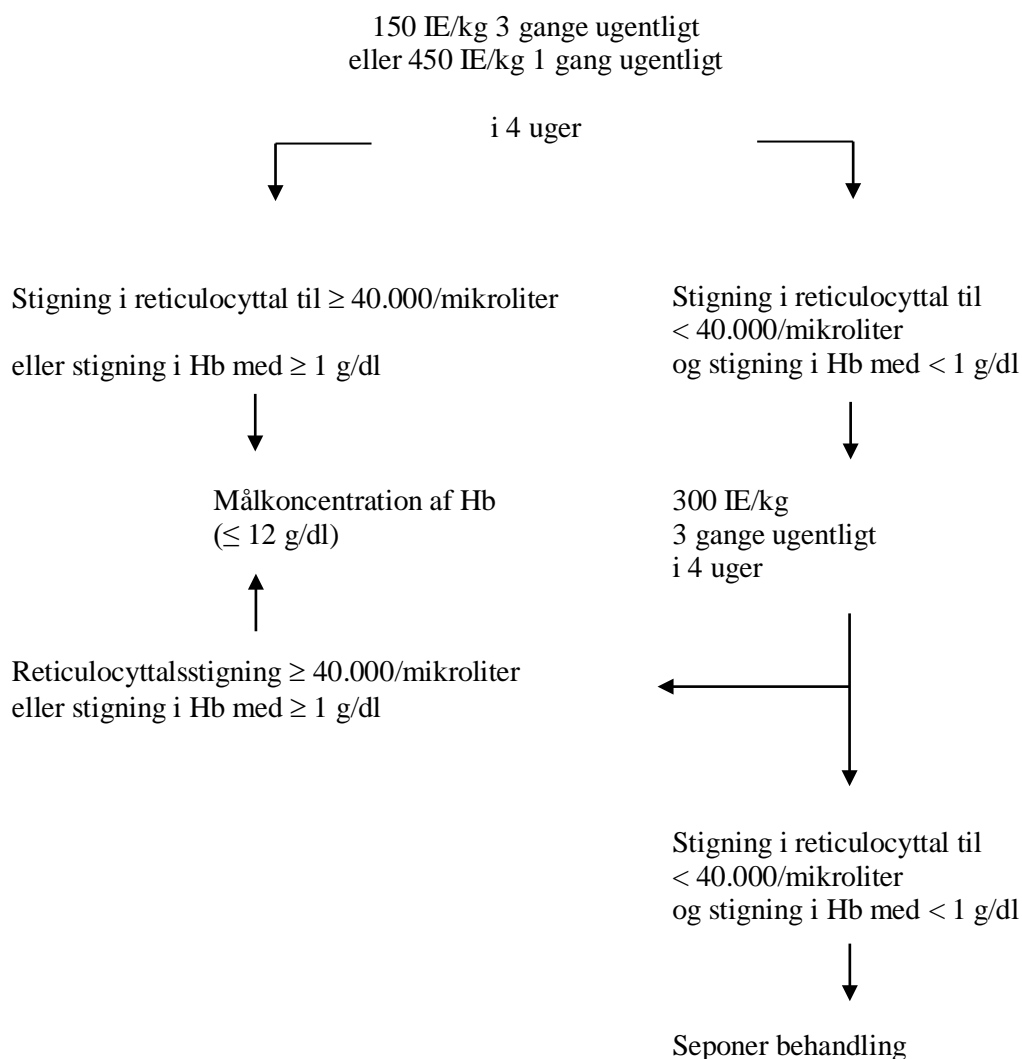 150 IE/kg 3 gange ugentligt
eller 450 IE/kg 1 gang ugentligt
i 4 uger
Stigning i reticulocyttal til ≥ 40.000/mikroliter
eller stigning i Hb med ≥ 1 g/dl
Stigning i reticulocyttal til
< 40.000/mikroliter
og stigning i Hb med < 1 g/dl
Målkoncentration af Hb
(≤ 12 g/dl)
300 IE/kg
3 gange ugentligt
i 4 uger
Reticulocyttalsstigning ≥ 40.000/mikroliter
eller stigning i Hb med ≥ 1 g/dl
Stigning i reticulocyttal til
< 40.000/mikroliter
og stigning i Hb med < 1 g/dl
Seponer behandling